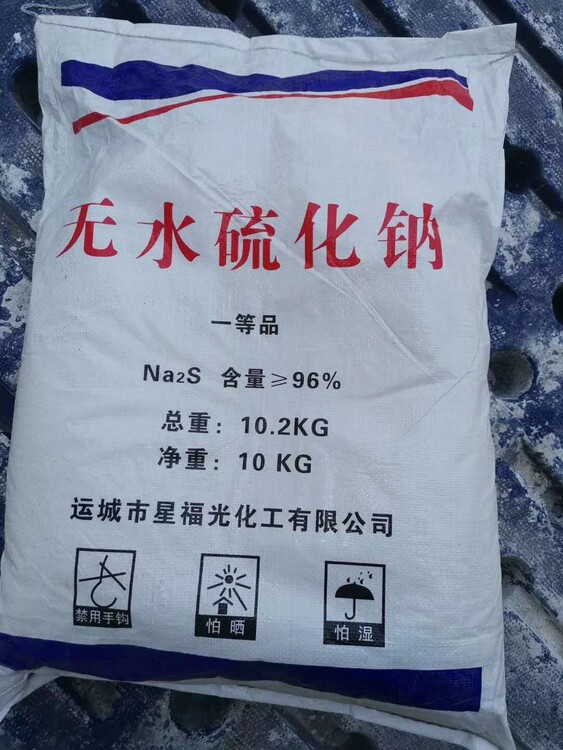 无水硫化钠
一等品
Na₂S 含量≥96%
总重：10.2KG
净重：10 KG
运城市星福光化工有限公司
禁用手钩 怕晒 怕湿